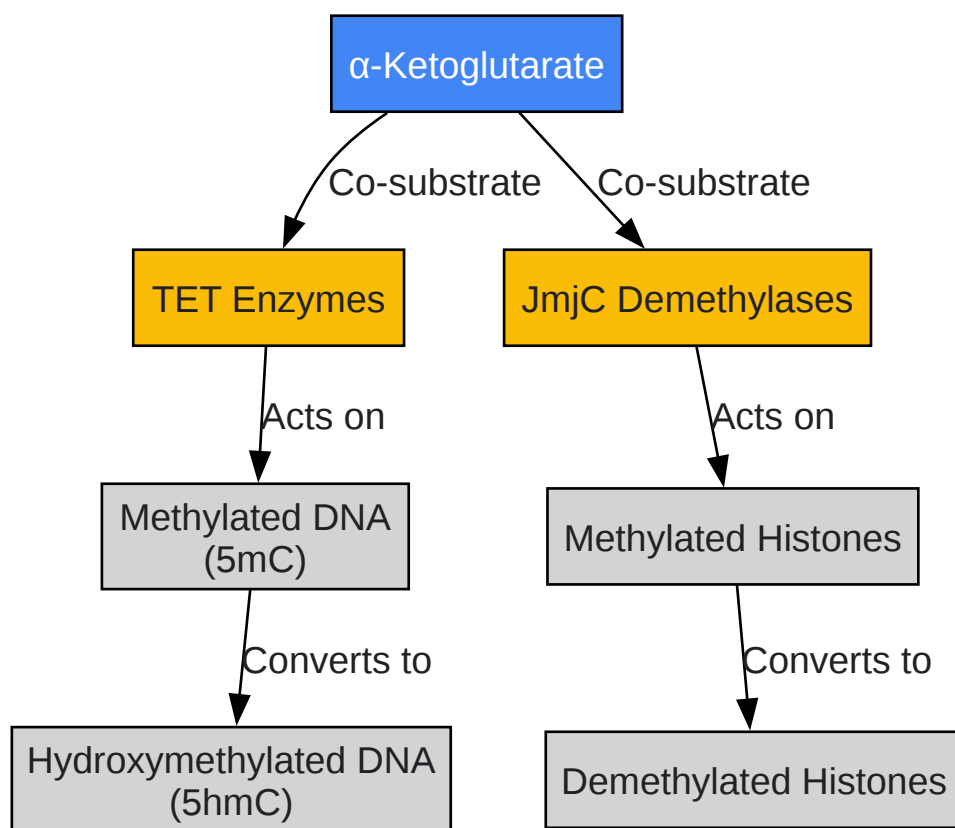 α-Ketoglutarate
Co-substrate
Co-substrate
TET Enzymes
JmjC Demethylases
Acts on
Acts on
Methylated DNA
(5mC)
Methylated Histones
Converts to
Converts to
Hydroxymethylated DNA
(5hmC)
Demethylated Histones